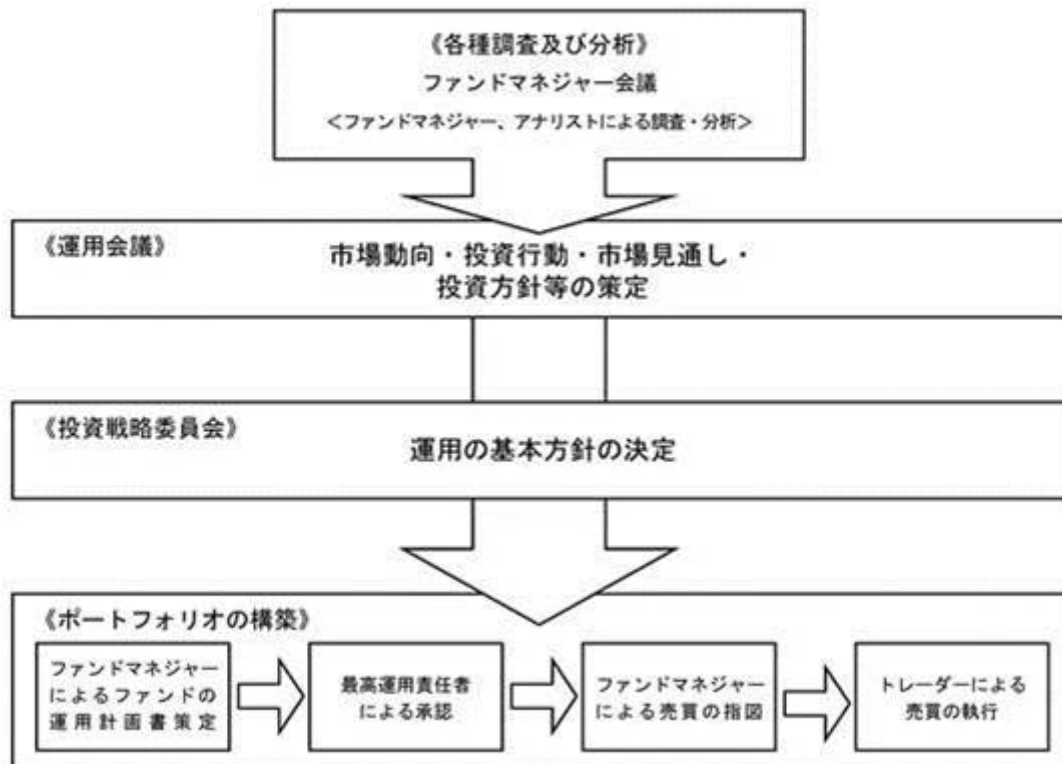 《各種調査及び分析》
ファンドマネジャー会議
＜ファンドマネジャー、アナリストによる調査・分析＞
《運用会議》
市場動向・投資行動・市場見通し・
投資方針等の策定
《投資戦略委員会》
運用の基本方針の決定
《ポートフォリオの構築》
ファンドマネジャー
によるファンドの
運用計画書策定
最高運用責任者
による承認
ファンドマネジャー
による売買の指図
トレーダーによる
売買の執行